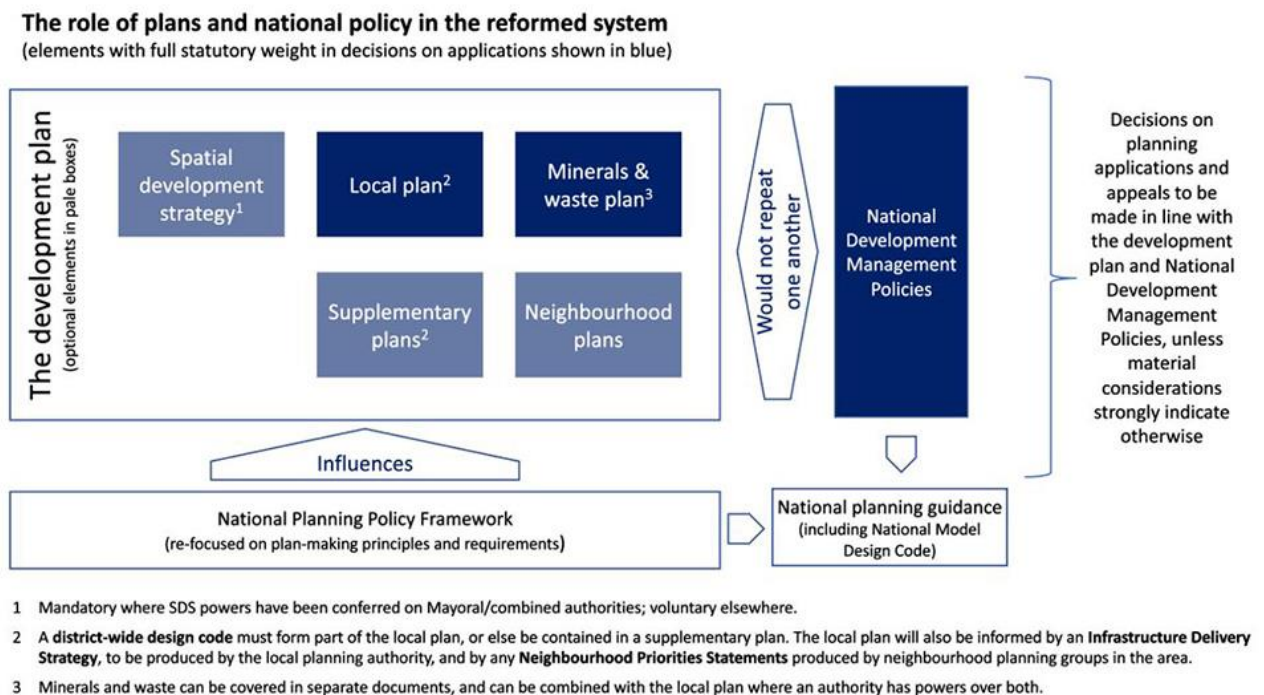 The role of plans and national policy in the reformed system
(elements with full statutory weight in decisions on applications shown in blue)
The development plan
(optional elements in pale boxes)
Spatial
development
strategy1
Local plan2
Minerals &
waste plan3
Supplementary
plans2
Neighbourhood
plans
Would not repeat
one another
National
Development
Management
Policies
Decisions on
planning
applications and
appeals to be
made in line with
the development
plan and National
Development
Management
Policies, unless
material
considerations
strongly indicate
otherwise
Influences
National Planning Policy Framework
(re-focused on plan-making principles and requirements)
National planning guidance
(including National Model
Design Code)
1 Mandatory where SDS powers have been conferred on Mayoral/combined authorities; voluntary elsewhere.
2 A district-wide design code must form part of the local plan, or else be contained in a supplementary plan. The local plan will also be informed by an Infrastructure Delivery
Strategy, to be produced by the local planning authority, and by any Neighbourhood Priorities Statements produced by neighbourhood planning groups in the area.
3 Minerals and waste can be covered in separate documents, and can be combined with the local plan where an authority has powers over both.